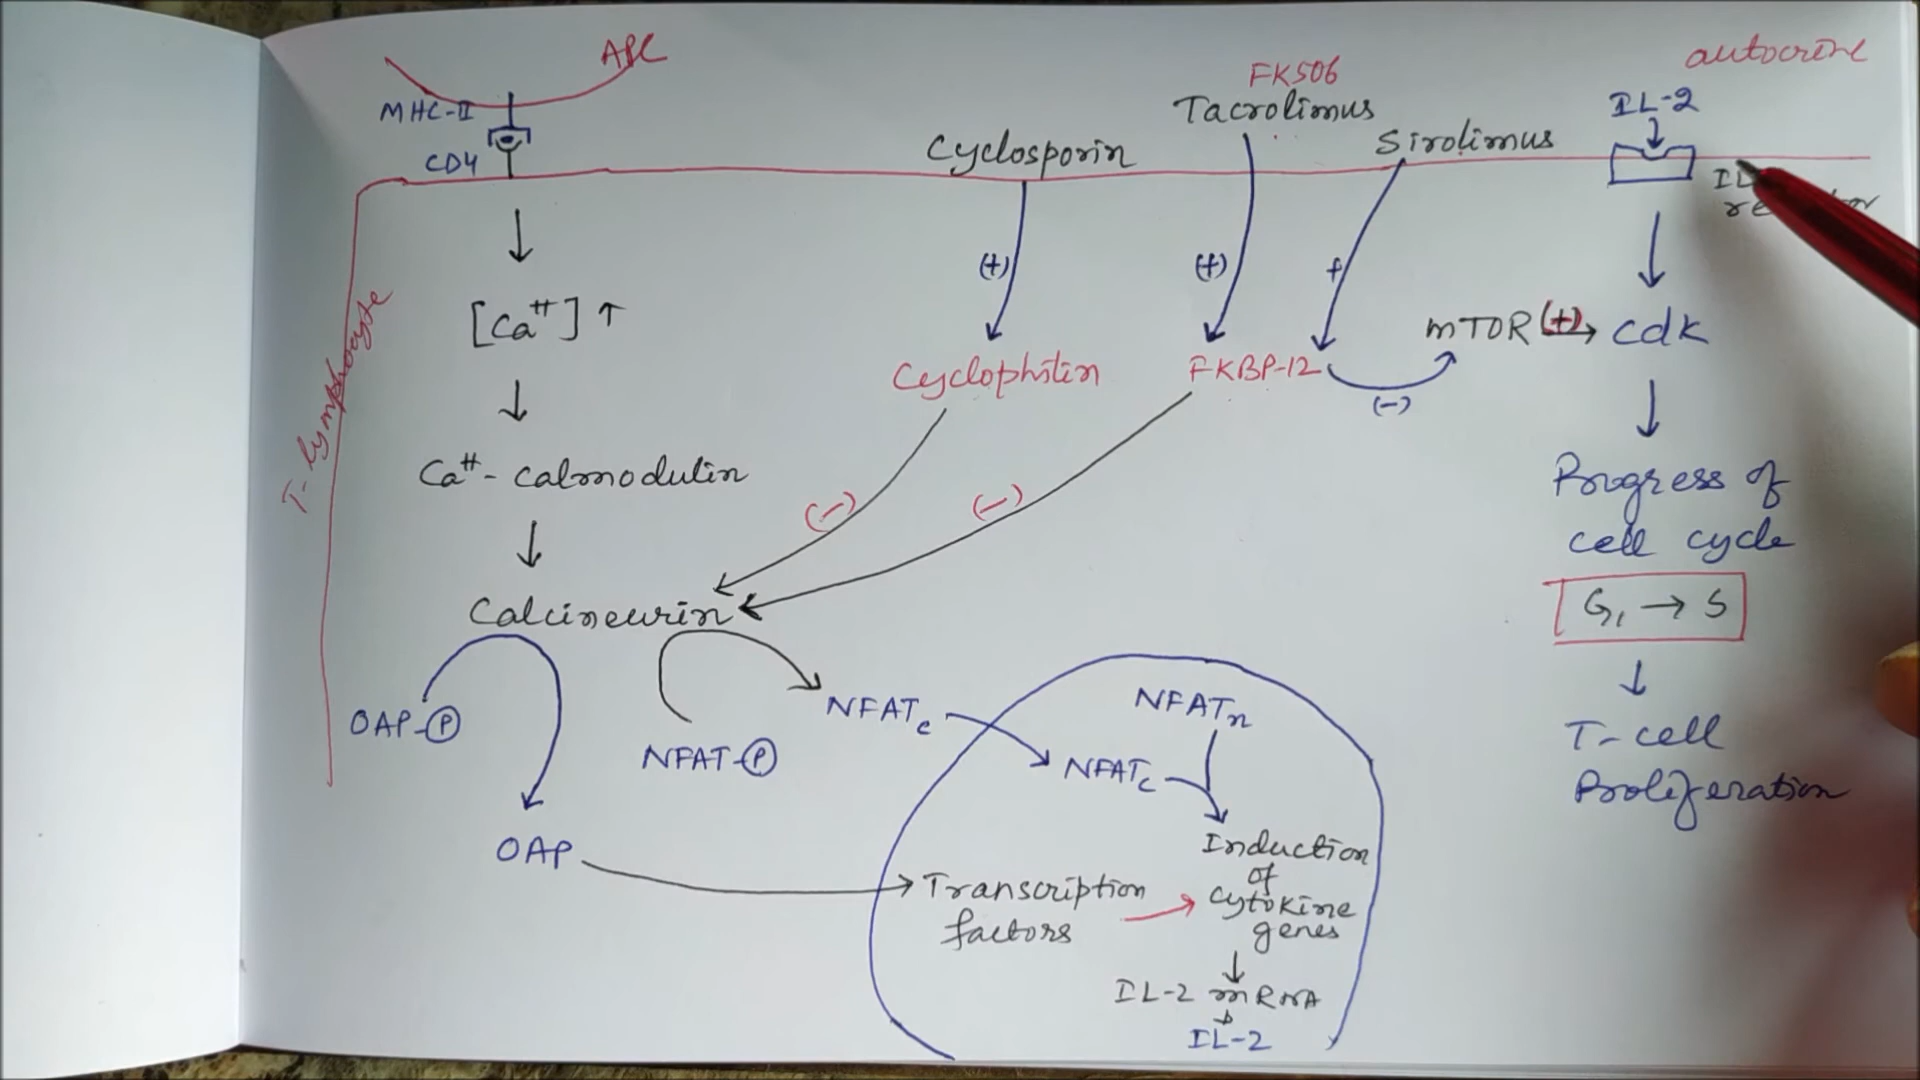 APC
MHC-II
CD4
T-lymphocyte
[Ca⁺⁺] ↑
Ca⁺⁺- calmodulin
Calcineurin
OAP-Ⓟ
OAP
NFAT-Ⓟ
NFATc
Cyclosporin
(+)
Cyclophilin
(-)
FK506
Tacrolimus
(+)
FKBP-12
(-)
Sirolimus
+
(-)
mTOR (+)→ cdk
autocrine
IL-2
Progress of
cell cycle
G₁ → S
T-cell
Proliferation
NFATn
NFATc
Transcription
factors
Induction
of
cytokine
genes
IL-2 mRNA
IL-2